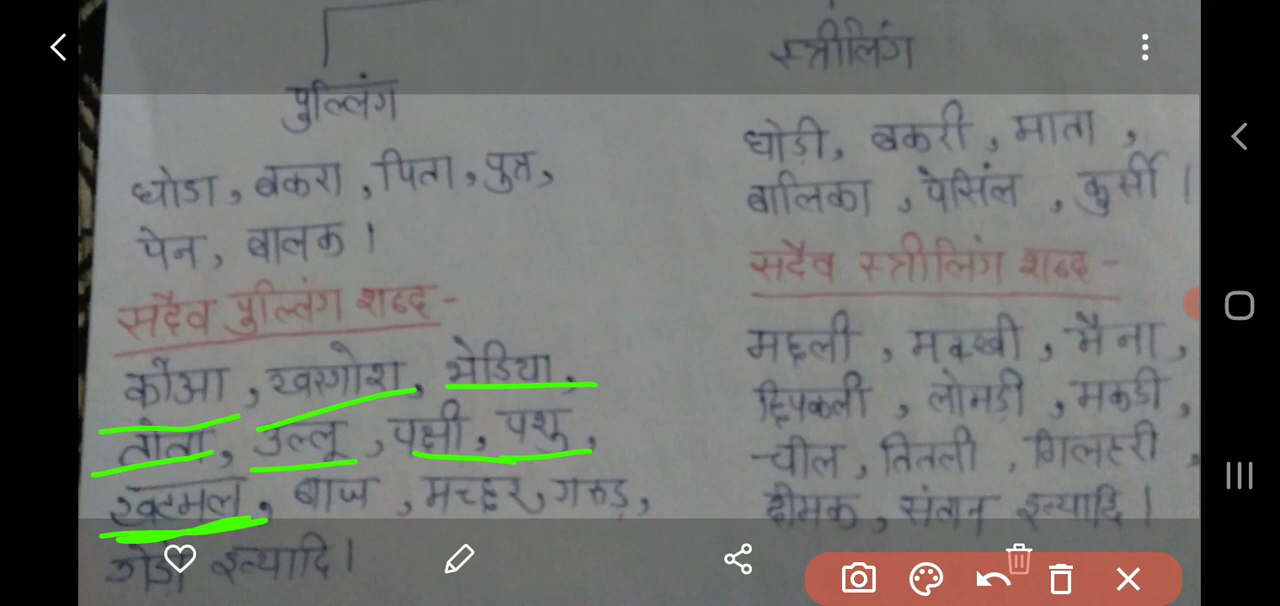 पुल्लिंग
घोडा, बकरा, पिता, पुत्र,
पेन, बालक।
सदैव पुल्लिंग शब्द -
कौआ, खरगोश, भेडिया,
तोता, उल्लू, पक्षी, पशु,
खटमल, बाज, मच्छर, गरुड़,
इत्यादि।
स्त्रीलिंग
घोड़ी, बकरी, माता,
बालिका, पेसिंल, कुर्सी।
सदैव स्त्रीलिंग शब्द -
मछली, मक्खी, मैना,
छिपकली, लोमड़ी, मकडी,
चील, तितली, गिलहरी,
दीमक, संतान इत्यादि।